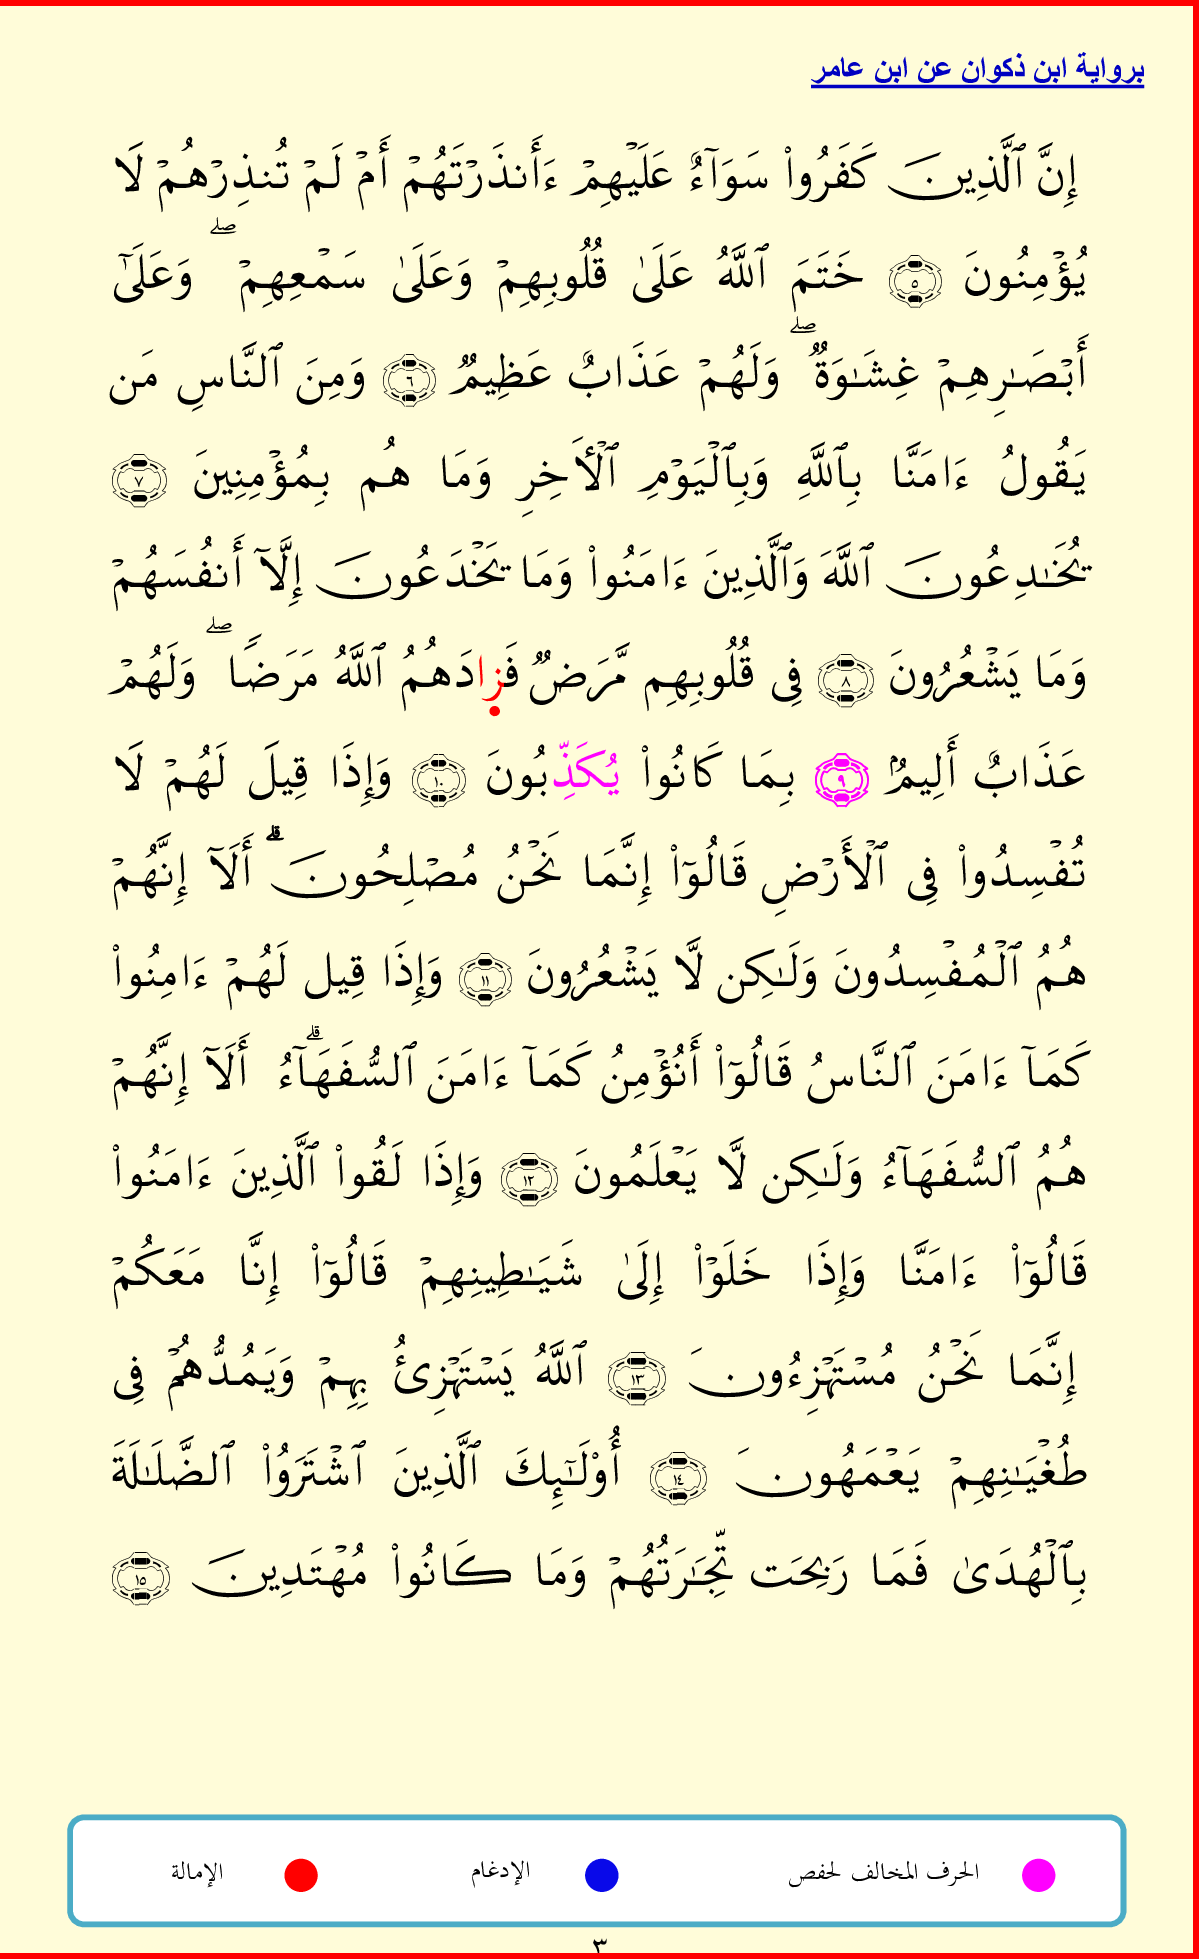 برواية ابن ذكوان عن ابن عامر
إِنَّ ٱلَّذِينَ كَفَرُوا۟ سَوَآءٌ عَلَيْهِمْ ءَأَنذَرْتَهُمْ أَمْ لَمْ تُنذِرْهُمْ لَا
يُؤْمِنُونَ ۝٥ خَتَمَ ٱللَّهُ عَلَىٰ قُلُوبِهِمْ وَعَلَىٰ سَمْعِهِمْ ۖ وَعَلَىٰٓ
أَبْصَـٰرِهِمْ غِشَـٰوَةٌ ۖ وَلَهُمْ عَذَابٌ عَظِيمٌ ۝٦ وَمِنَ ٱلنَّاسِ مَن
يَقُولُ ءَامَنَّا بِٱللَّهِ وَبِٱلْيَوْمِ ٱلْـَٔاخِرِ وَمَا هُم بِمُؤْمِنِينَ ۝٧
يُخَـٰدِعُونَ ٱللَّهَ وَٱلَّذِينَ ءَامَنُوا۟ وَمَا يَخْدَعُونَ إِلَّآ أَنفُسَهُمْ
وَمَا يَشْعُرُونَ ۝٨ فِى قُلُوبِهِم مَّرَضٌ فَزادَهُمُ ٱللَّهُ مَرَضًا ۖ وَلَهُمْ
عَذَابٌ أَلِيمٌۢ ۝٩ بِمَا كَانُوا۟ يُكَذِّبُونَ ۝١٠ وَإِذَا قِيلَ لَهُمْ لَا
تُفْسِدُوا۟ فِى ٱلْأَرْضِ قَالُوٓا۟ إِنَّمَا نَحْنُ مُصْلِحُونَ ۗ أَلَآ إِنَّهُمْ
هُمُ ٱلْمُفْسِدُونَ وَلَـٰكِن لَّا يَشْعُرُونَ ۝١١ وَإِذَا قِيل لَهُمْ ءَامِنُوا۟
كَمَآ ءَامَنَ ٱلنَّاسُ قَالُوٓا۟ أَنُؤْمِنُ كَمَآ ءَامَنَ ٱلسُّفَهَآءُ ۗ أَلَآ إِنَّهُمْ
هُمُ ٱلسُّفَهَآءُ وَلَـٰكِن لَّا يَعْلَمُونَ ۝١٢ وَإِذَا لَقُوا۟ ٱلَّذِينَ ءَامَنُوا۟
قَالُوٓا۟ ءَامَنَّا وَإِذَا خَلَوْا۟ إِلَىٰ شَيَـٰطِينِهِمْ قَالُوٓا۟ إِنَّا مَعَكُمْ
إِنَّمَا نَحْنُ مُسْتَهْزِءُونَ ۝١٣ ٱللَّهُ يَسْتَهْزِئُ بِهِمْ وَيَمُدُّهُمْ فِى
طُغْيَـٰنِهِمْ يَعْمَهُونَ ۝١٤ أُو۟لَـٰٓئِكَ ٱلَّذِينَ ٱشْتَرَوُا۟ ٱلضَّلَـٰلَةَ
بِٱلْهُدَىٰ فَمَا رَبِحَت تِّجَـٰرَتُهُمْ وَمَا كَانُوا۟ مُهْتَدِينَ ۝١٥
الحرف المخالف لحفص الإدغام الإمالة
٣